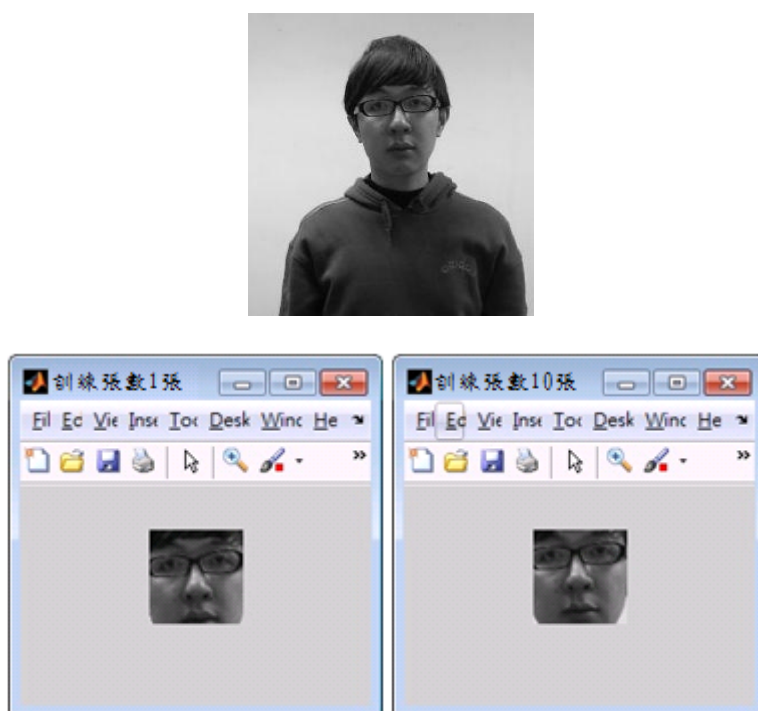 訓練張數1張
Fil Ec Vie Inse Toc Desk Winc He
訓練張數10張
Fil Ec Vie Inse Toc Desk Winc He